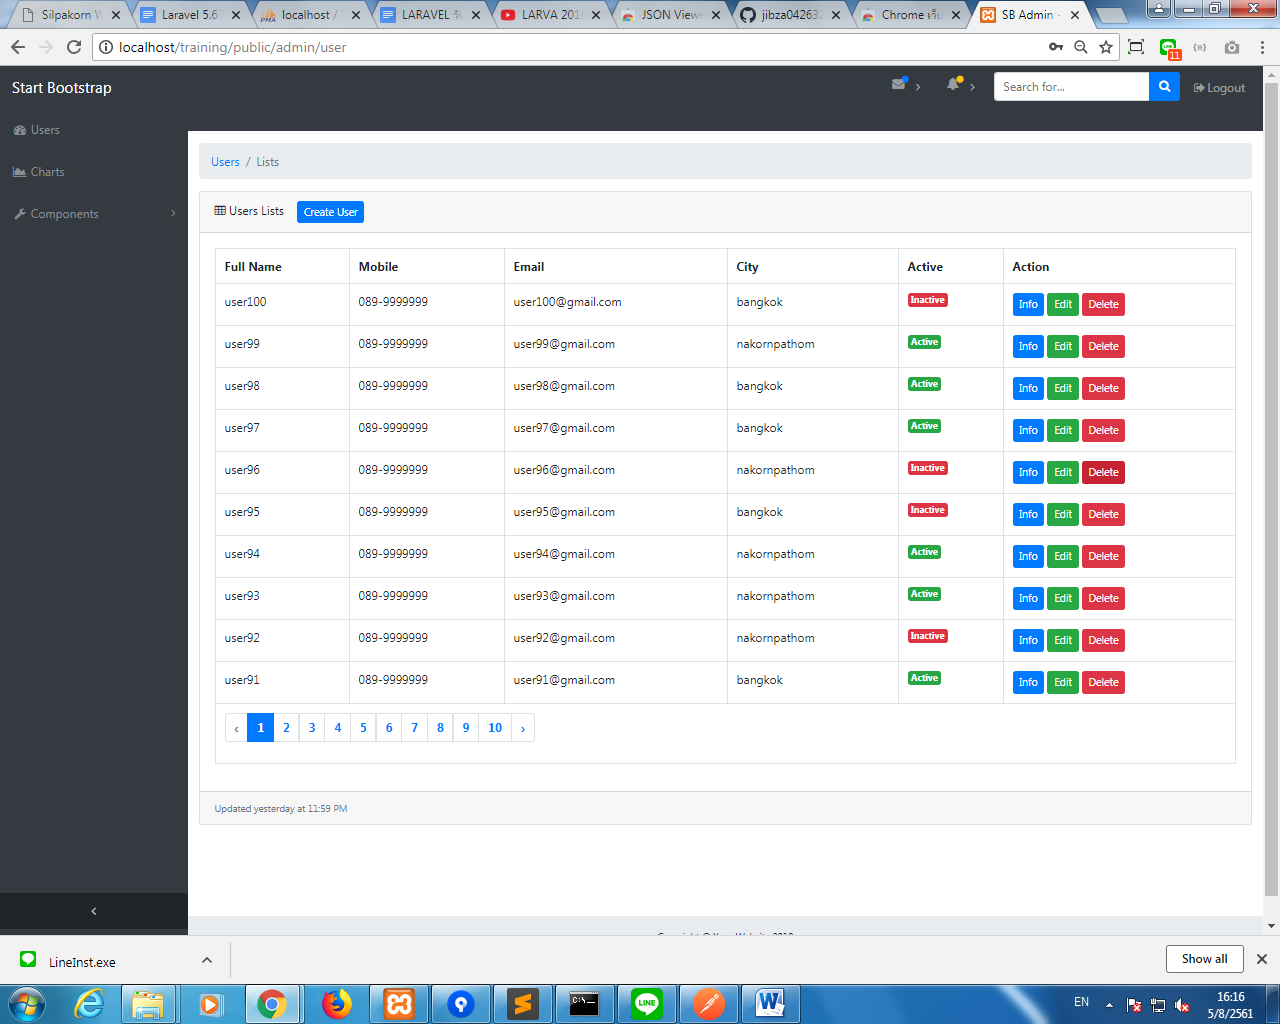 Silpakorn W
Laravel 5.6
localhost /
LARAVEL
LARVA 201
JSON Viewe
jibza04263
Chrome เว็บ
SB Admin -
localhost/training/public/admin/user
11
Start Bootstrap
Search for...
Logout
Users
Charts
Components
Users / Lists
Users Lists Create User
Full Name Mobile Email City Active Action
user100 089-9999999 user100@gmail.com bangkok Inactive Info Edit Delete
user99 089-9999999 user99@gmail.com nakornpathom Active Info Edit Delete
user98 089-9999999 user98@gmail.com bangkok Active Info Edit Delete
user97 089-9999999 user97@gmail.com bangkok Active Info Edit Delete
user96 089-9999999 user96@gmail.com nakornpathom Inactive Info Edit Delete
user95 089-9999999 user95@gmail.com bangkok Inactive Info Edit Delete
user94 089-9999999 user94@gmail.com nakornpathom Active Info Edit Delete
user93 089-9999999 user93@gmail.com nakornpathom Active Info Edit Delete
user92 089-9999999 user92@gmail.com nakornpathom Inactive Info Edit Delete
user91 089-9999999 user91@gmail.com bangkok Active Info Edit Delete
‹ 1 2 3 4 5 6 7 8 9 10 ›
Updated yesterday at 11:59 PM
LineInst.exe
Show all
EN
16:16
5/8/2561